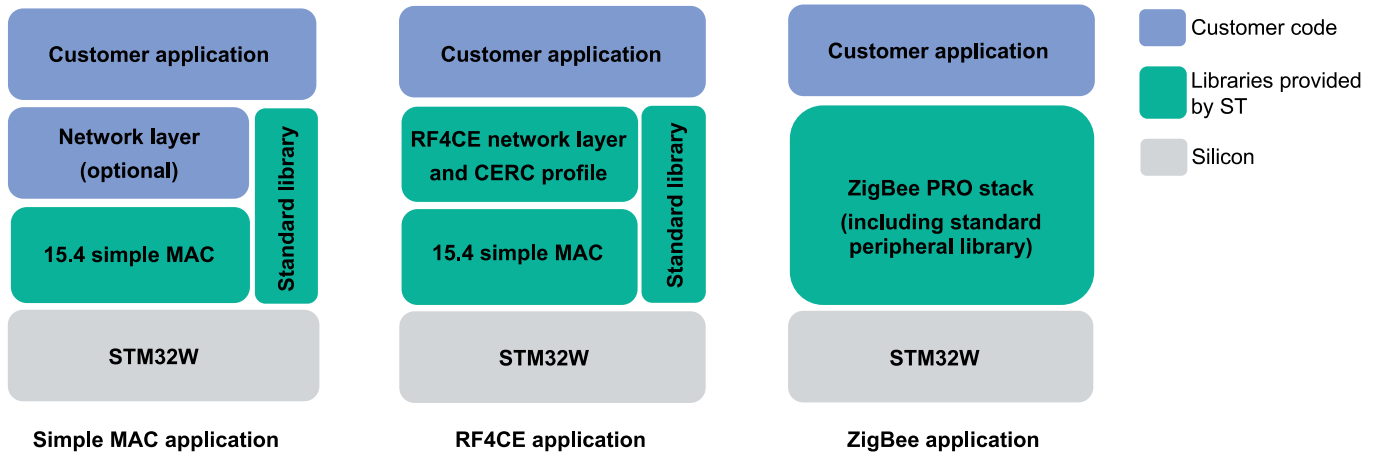 Customer application
Network layer
(optional)
15.4 simple MAC
Standard library
STM32W
Simple MAC application
Customer application
RF4CE network layer
and CERC profile
15.4 simple MAC
Standard library
STM32W
RF4CE application
Customer application
ZigBee PRO stack
(including standard
peripheral library)
STM32W
ZigBee application
Customer code
Libraries provided
by ST
Silicon